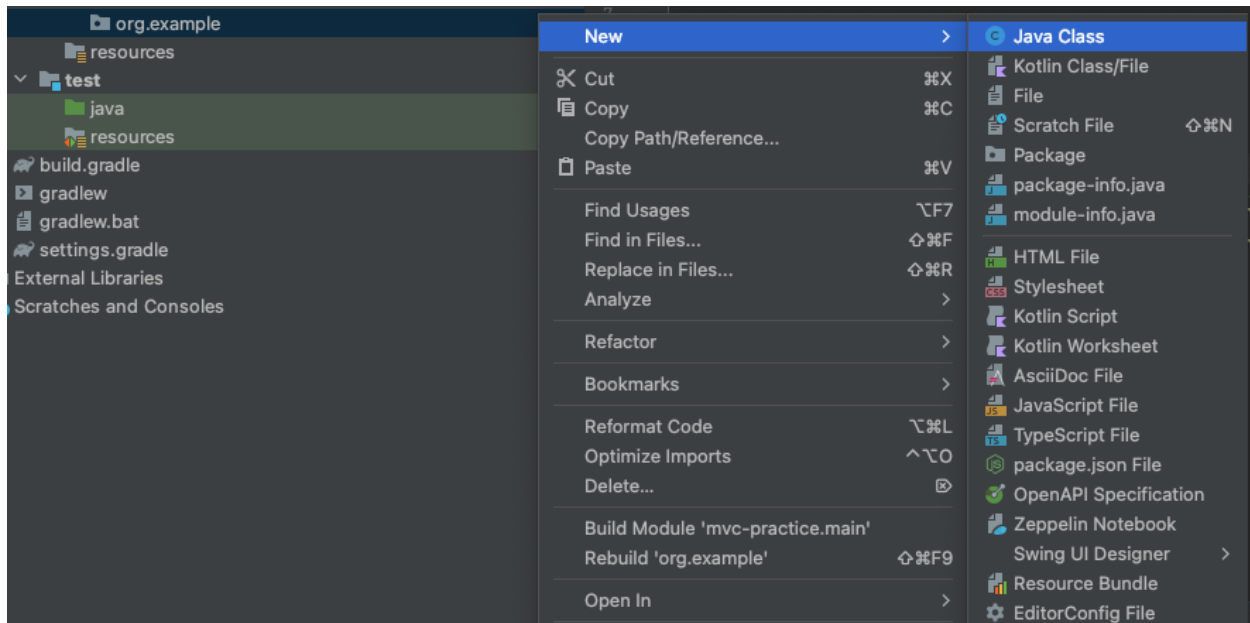 org.example
resources
test
java
resources
build.gradle
gradlew
gradlew.bat
settings.gradle
External Libraries
Scratches and Consoles
7
New >
Cut ⌘X
Copy ⌘C
Copy Path/Reference...
Paste ⌘V
Find Usages ⌥F7
Find in Files... ⇧⌘F
Replace in Files... ⇧⌘R
Analyze >
Refactor >
Bookmarks >
Reformat Code ⌥⌘L
Optimize Imports ^⌥O
Delete... ⌦
Build Module 'mvc-practice.main'
Rebuild 'org.example' ⇧⌘F9
Open In >
C Java Class
Kotlin Class/File
File
Scratch File ⇧⌘N
Package
package-info.java
module-info.java
H HTML File
CSS Stylesheet
Kotlin Script
Kotlin Worksheet
AsciiDoc File
JS JavaScript File
TS TypeScript File
package.json File
OpenAPI Specification
Zeppelin Notebook
Swing UI Designer >
Resource Bundle
EditorConfig File